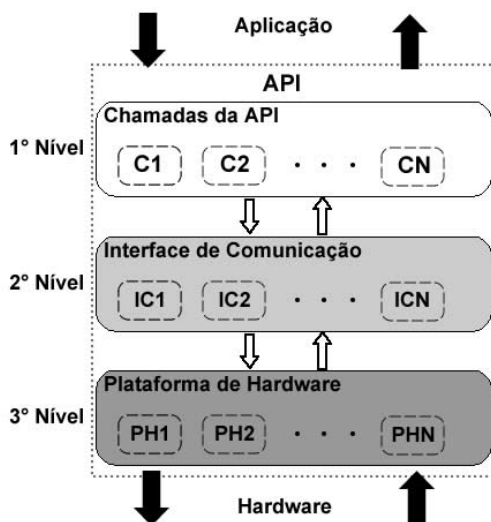 Aplicação
API
Chamadas da API
1° Nível
C1 C2 . . . CN
Interface de Comunicação
2° Nível
IC1 IC2 . . . ICN
Plataforma de Hardware
3° Nível
PH1 PH2 . . . PHN
Hardware